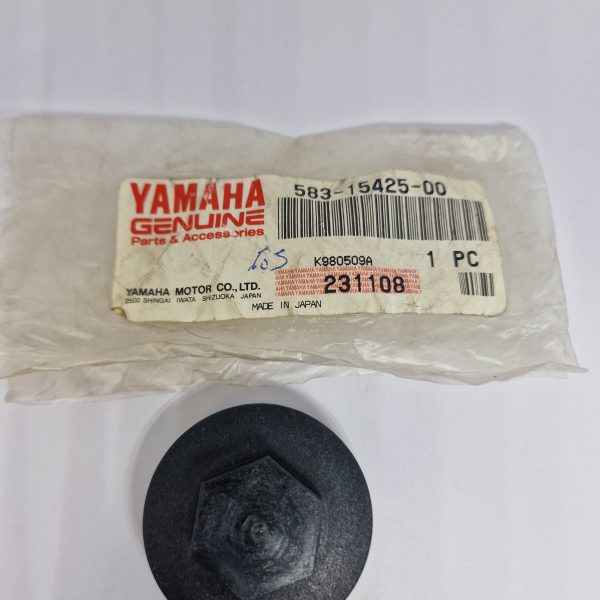 YAMAHA
GENUINE
Parts & Accessories
583-15425-00
K980509A
1 PC
YAMAHA MOTOR CO.,LTD.
2500 SHINGAI IWATA SHIZUOKA JAPAN
231108
MADE IN JAPAN